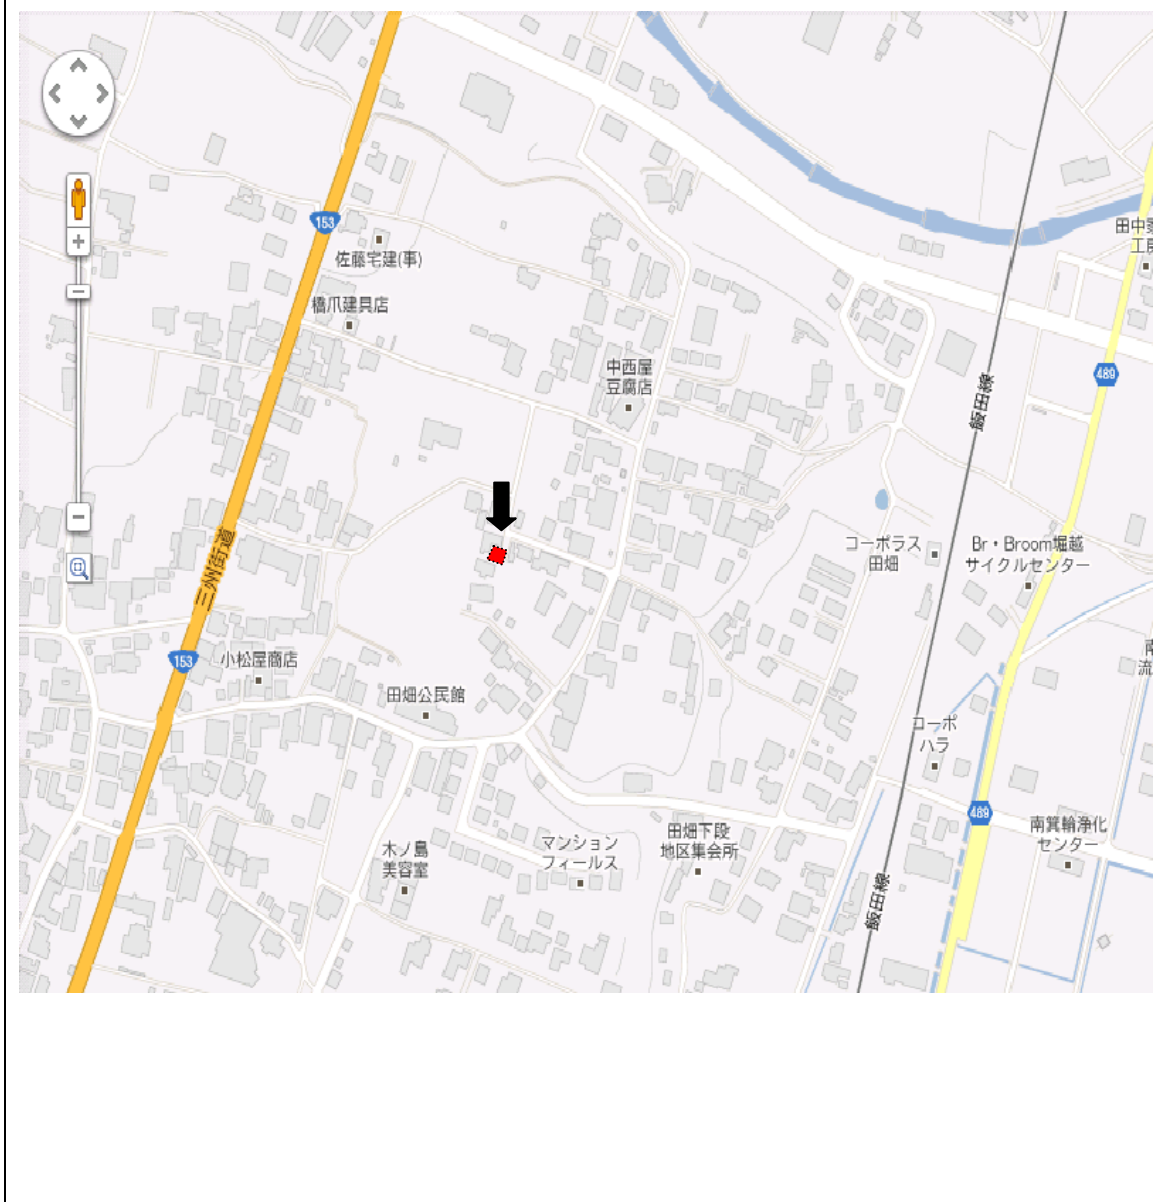 153
佐藤宅建(事)
橋爪建具店
田中
工房
中西屋
豆腐店
飯田線
489
三州街道
コーポラス
田畑
Br・Broom堀越
サイクルセンター
153
小松屋商店
田畑公民館
南
流
コーポ
ハラ
489
木ノ島
美容室
マンション
フィールス
田畑下段
地区集会所
南箕輪浄化
センター
飯田線